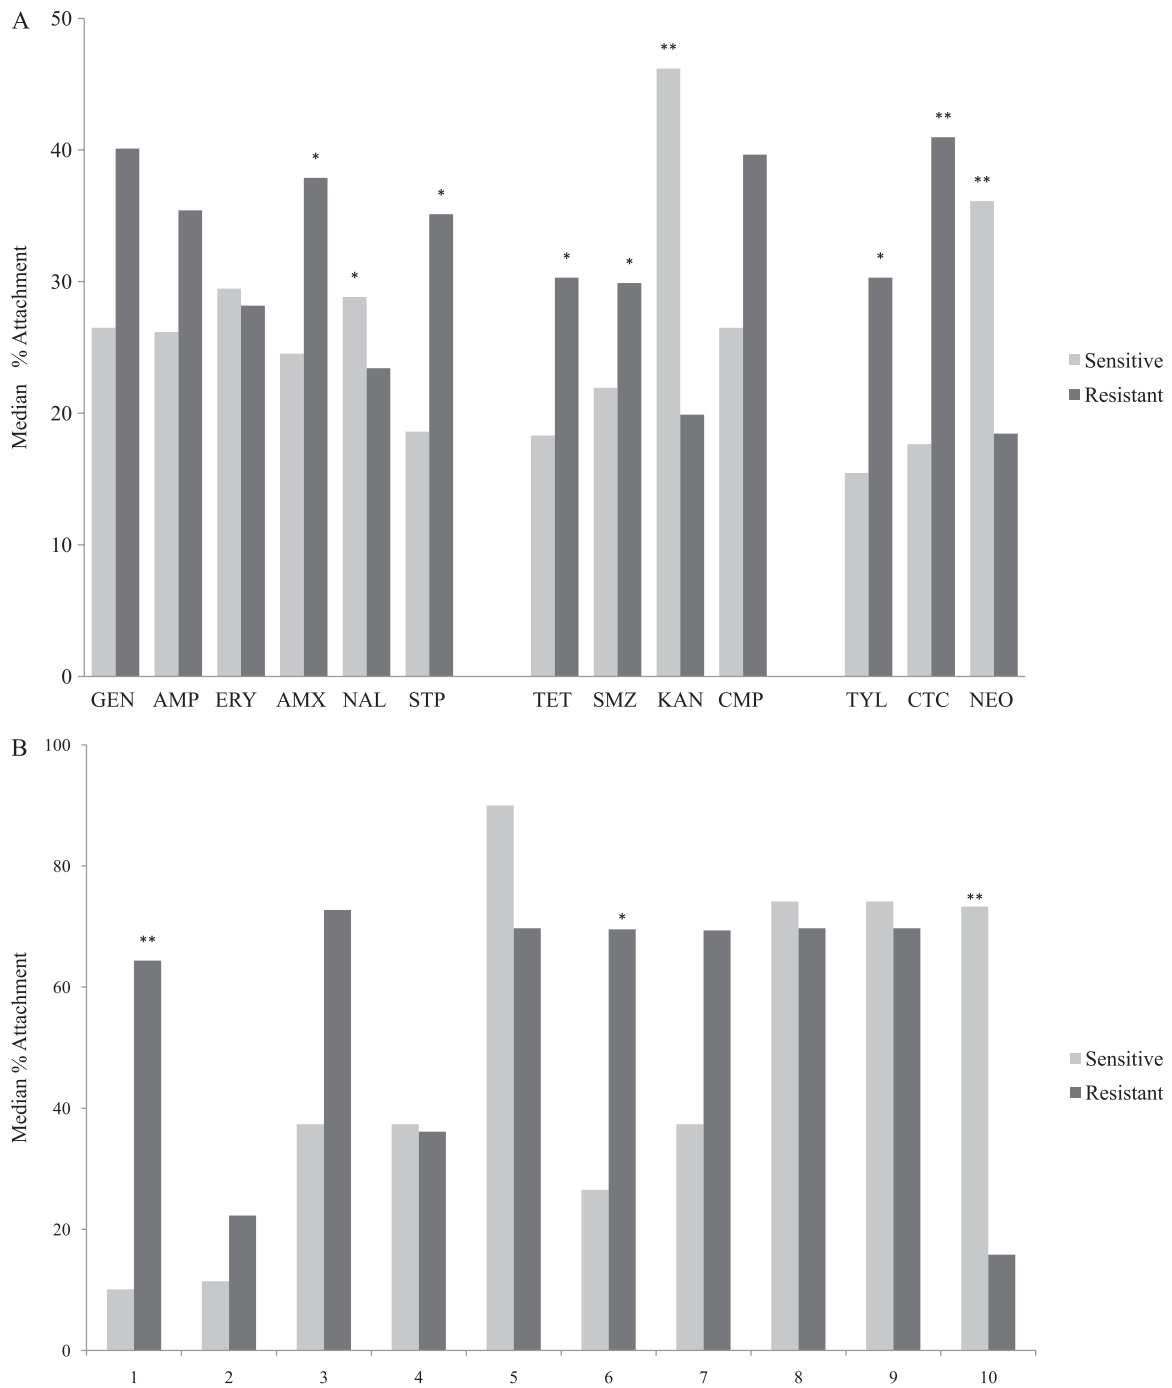 A
50
40
30
20
10
0
Median % Attachment
* * * ** **
* * * * * **
Sensitive
Resistant
GEN AMP ERY AMX NAL STP TET SMZ KAN CMP TYL CTC NEO
B
100
80
60
40
20
0
Median % Attachment
** * **
Sensitive
Resistant
1 2 3 4 5 6 7 8 9 10